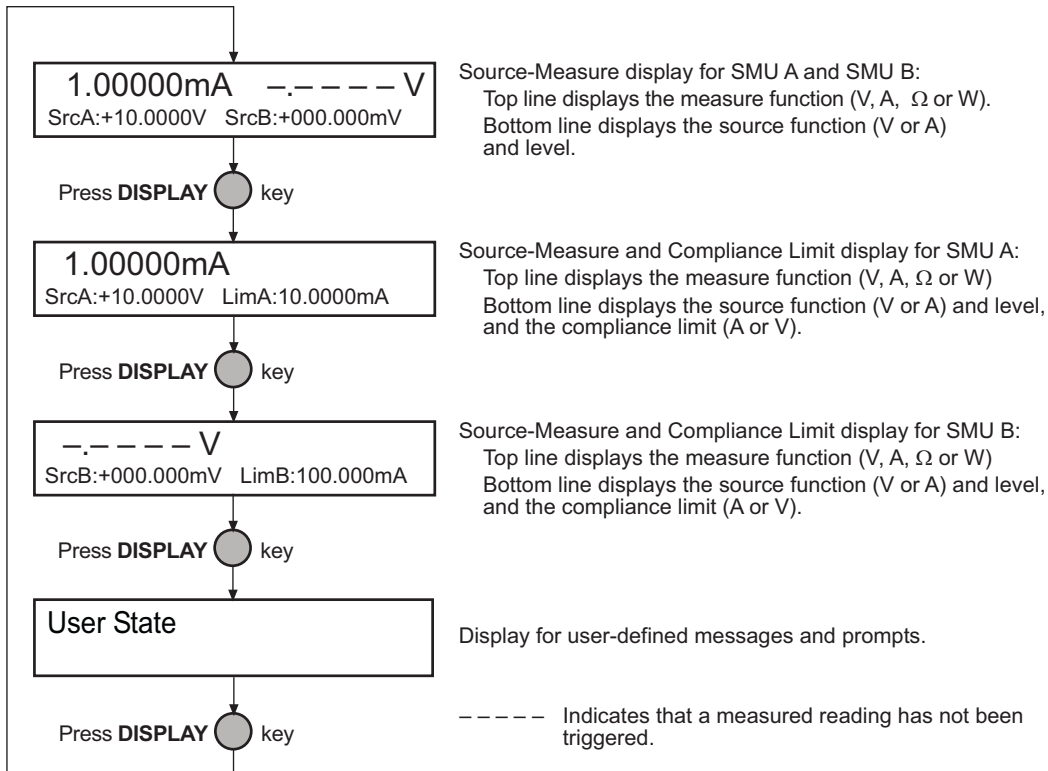 1.00000mA –.– – – – V
SrcA:+10.0000V SrcB:+000.000mV
Source-Measure display for SMU A and SMU B:
Top line displays the measure function (V, A, Ω or W).
Bottom line displays the source function (V or A)
and level.
Press DISPLAY key
1.00000mA
SrcA:+10.0000V LimA:10.0000mA
Source-Measure and Compliance Limit display for SMU A:
Top line displays the measure function (V, A, Ω or W)
Bottom line displays the source function (V or A) and level,
and the compliance limit (A or V).
Press DISPLAY key
–.– – – – V
SrcB:+000.000mV LimB:100.000mA
Source-Measure and Compliance Limit display for SMU B:
Top line displays the measure function (V, A, Ω or W)
Bottom line displays the source function (V or A) and level,
and the compliance limit (A or V).
Press DISPLAY key
User State
Display for user-defined messages and prompts.
Press DISPLAY key
– – – – – Indicates that a measured reading has not been
triggered.